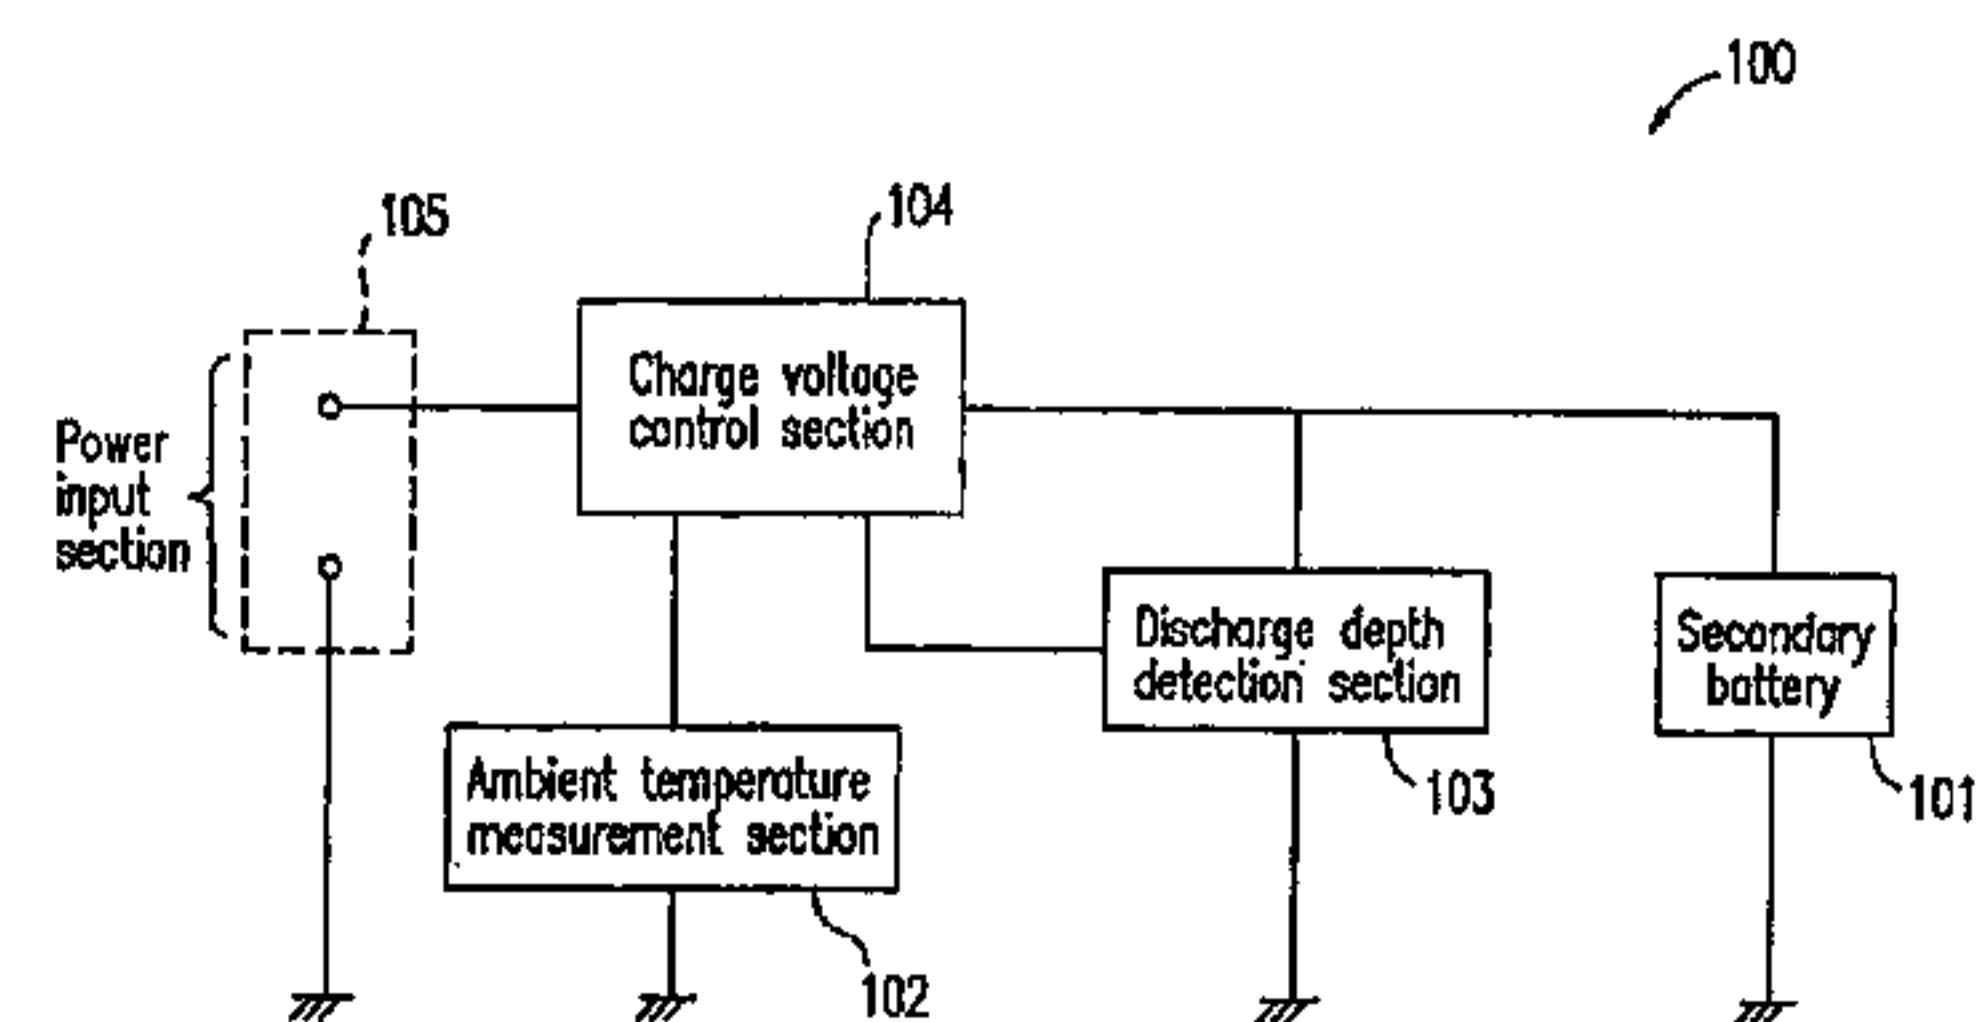 100
105
104
Charge voltage
control section
Power
input
section
Discharge depth
detection section
Secondary
battery
Ambient temperature
measurement section
103
101
102